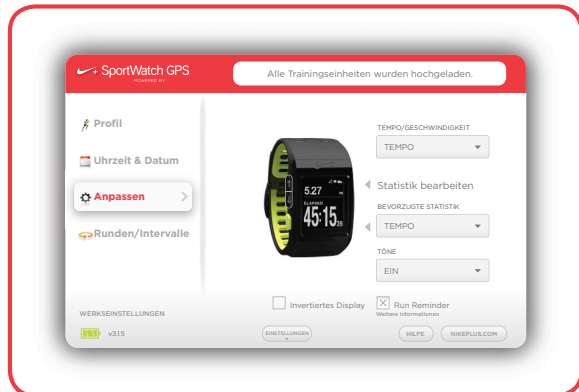 SportWatch GPS
POWERED BY
Alle Trainingseinheiten wurden hochgeladen.
Profil
Uhrzeit & Datum
Anpassen
Runden/Intervalle
TEMPO/GESCHWINDIGKEIT
TEMPO
Statistik bearbeiten
BEVORZUGTE STATISTIK
TEMPO
TÖNE
EIN
5.27
ELAPSED
45:15
39
Invertiertes Display
Run Reminder
Weitere Informationen
WERKSEINSTELLUNGEN
v3.1.5
EINSTELLUNGEN
HILFE
NIKEPLUS.COM